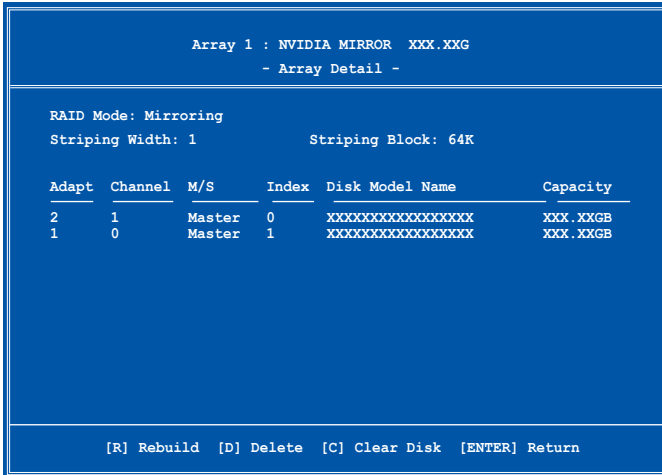 Array 1 : NVIDIA MIRROR XXX.XXG
- Array Detail -
RAID Mode: Mirroring
Striping Width: 1 Striping Block: 64K
Adapt Channel M/S Index Disk Model Name Capacity
2 1 Master 0 XXXXXXXXXXXXXXXXX XXX.XXGB
1 0 Master 1 XXXXXXXXXXXXXXXXX XXX.XXGB
[R] Rebuild [D] Delete [C] Clear Disk [ENTER] Return